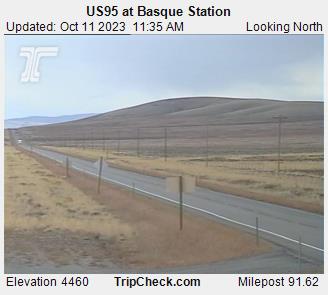 US95 at Basque Station
Updated: Oct 11 2023 11:35 AM Looking North
Elevation 4460 TripCheck.com Milepost 91.62